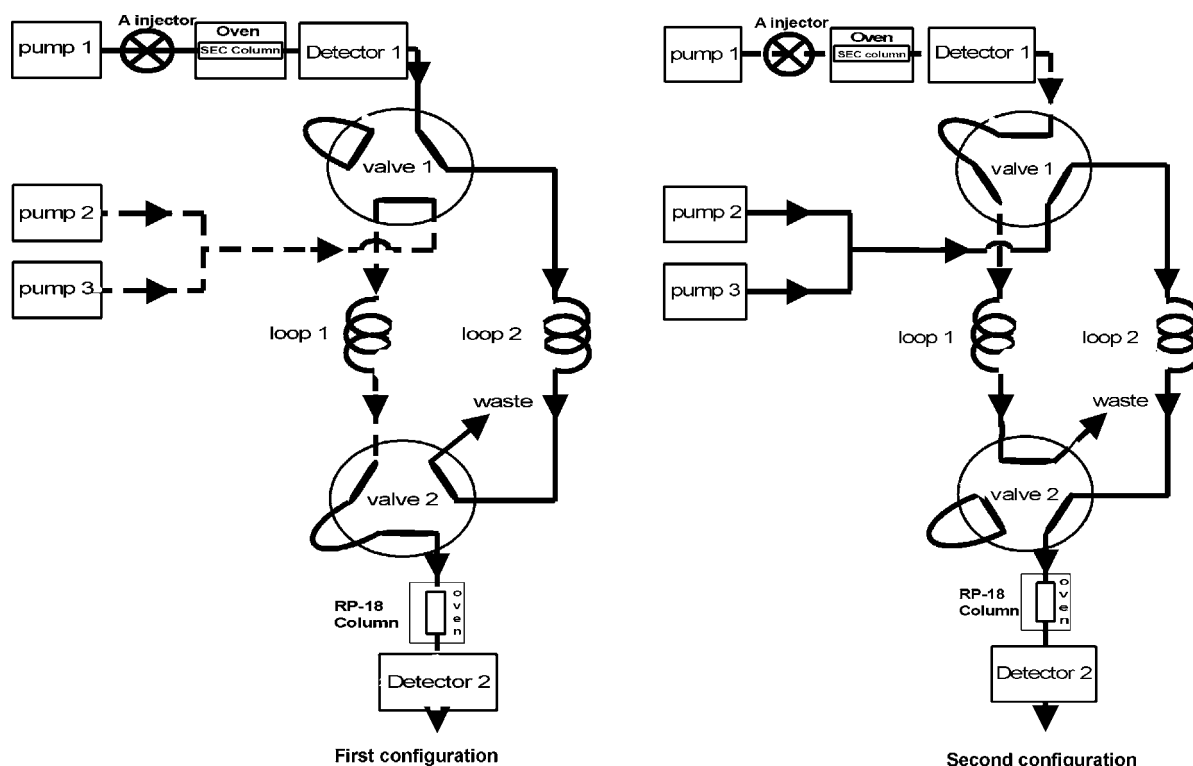 A injector
Oven
pump 1
SEC Column
Detector 1
valve 1
pump 2
pump 3
loop 1
loop 2
waste
valve 2
RP-18
Column
oven
Detector 2
First configuration
A injector
Oven
pump 1
SEC column
Detector 1
valve 1
pump 2
pump 3
loop 1
loop 2
waste
valve 2
RP-18
Column
oven
Detector 2
Second configuration